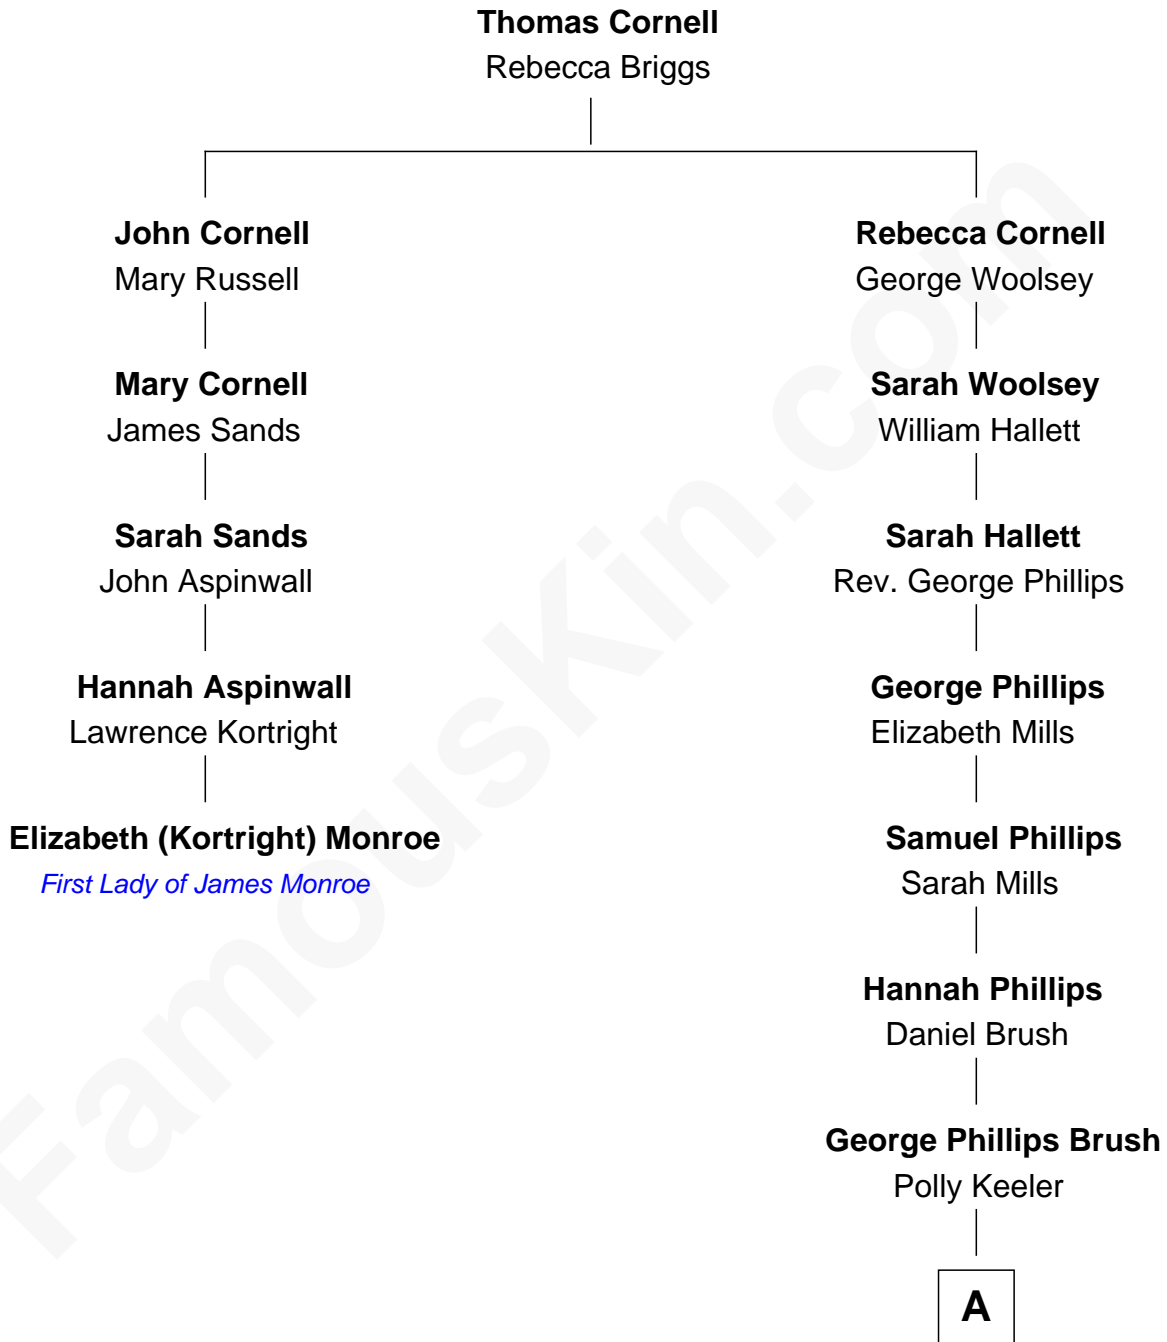 Thomas Cornell
Rebecca Briggs
John Cornell
Mary Russell
Mary Cornell
James Sands
Sarah Sands
John Aspinwall
Hannah Aspinwall
Lawrence Kortright
Elizabeth (Kortright) Monroe
First Lady of James Monroe
Rebecca Cornell
George Woolsey
Sarah Woolsey
William Hallett
Sarah Hallett
Rev. George Phillips
George Phillips
Elizabeth Mills
Samuel Phillips
Sarah Mills
Hannah Phillips
Daniel Brush
George Phillips Brush
Polly Keeler
A
FamousKin.com